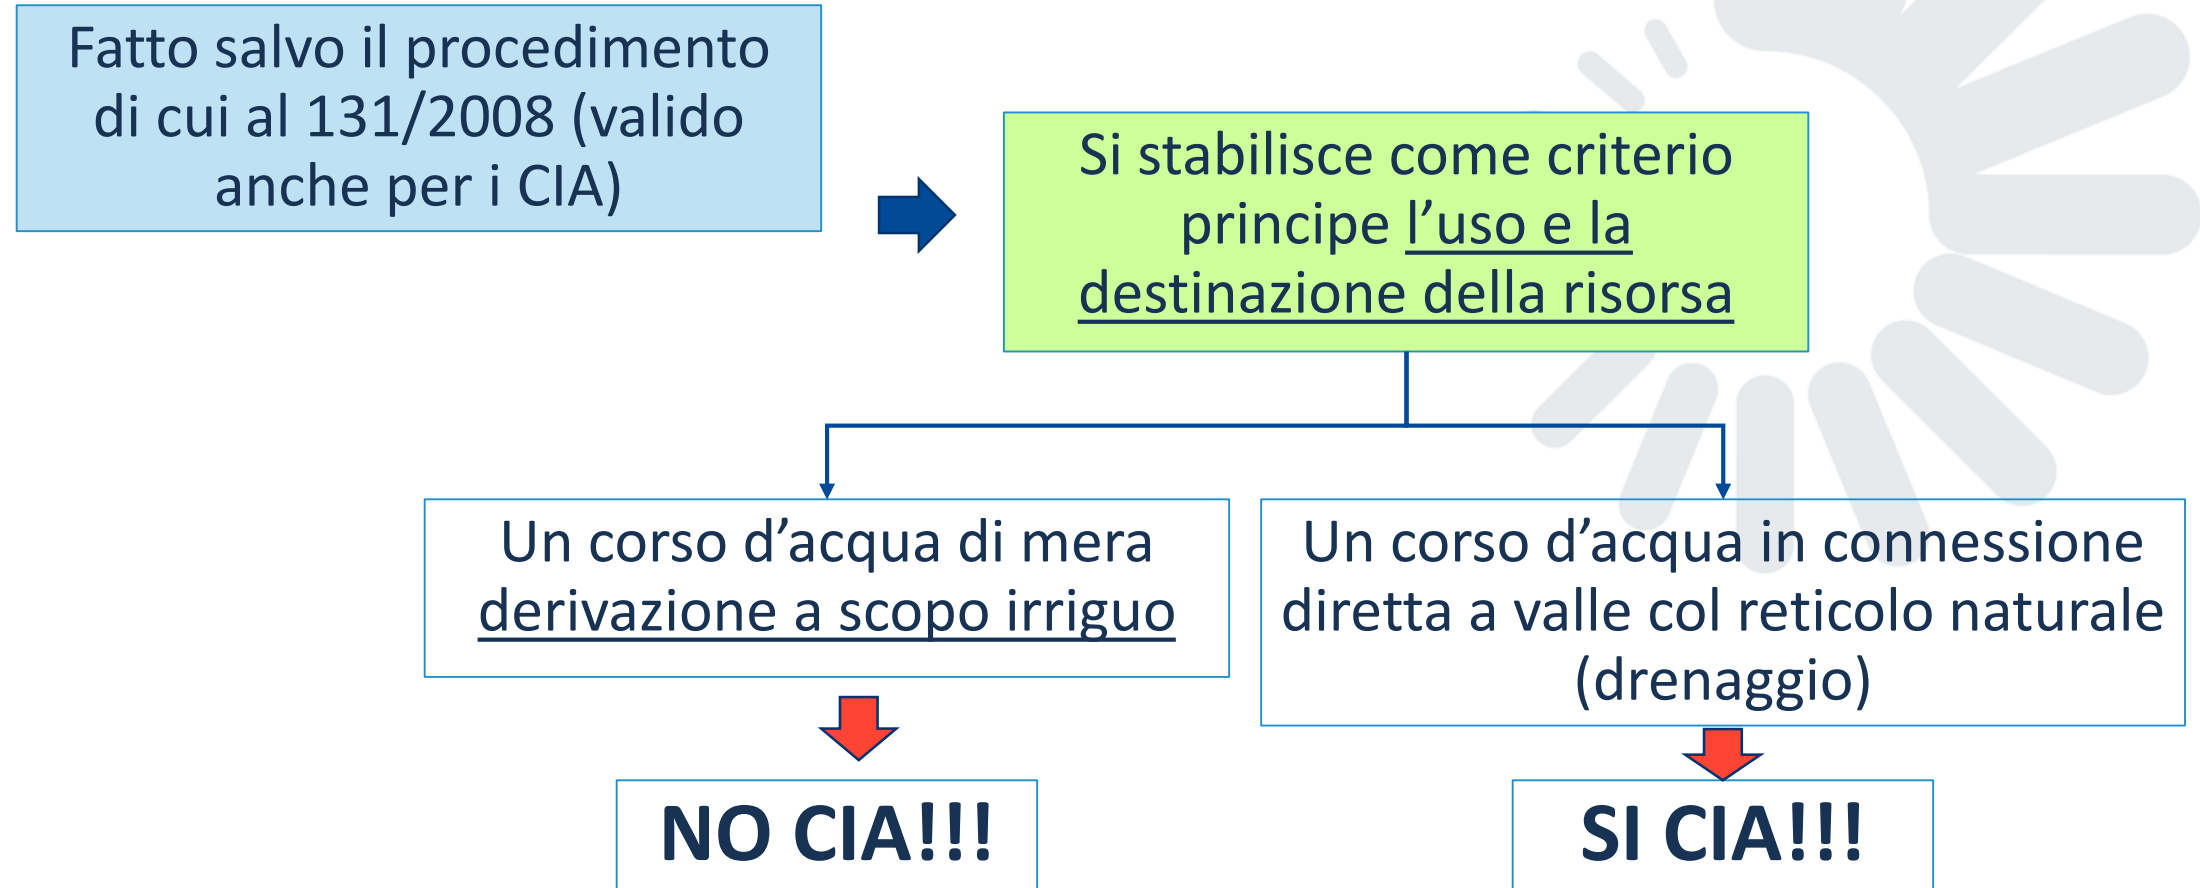 Fatto salvo il procedimento
di cui al 131/2008 (valido
anche per i CIA)
Si stabilisce come criterio
principe l’uso e la
destinazione della risorsa
Un corso d’acqua di mera
derivazione a scopo irriguo
Un corso d’acqua in connessione
diretta a valle col reticolo naturale
(drenaggio)
NO CIA!!!
SI CIA!!!